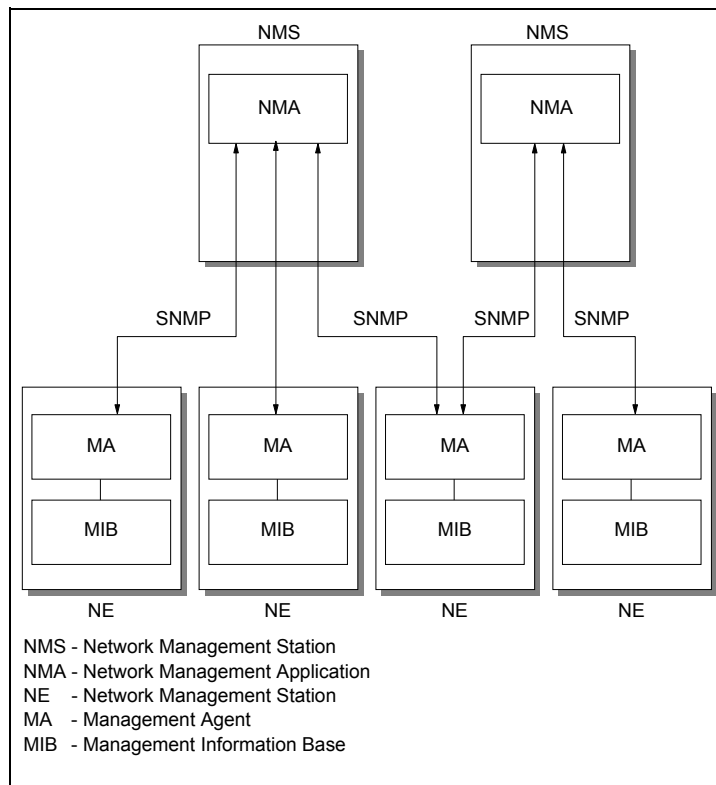 NMS NMS
NMA NMA
SNMP SNMP SNMP SNMP
MA MA MA MA
MIB MIB MIB MIB
NE NE NE NE
NMS - Network Management Station
NMA - Network Management Application
NE - Network Management Station
MA - Management Agent
MIB - Management Information Base